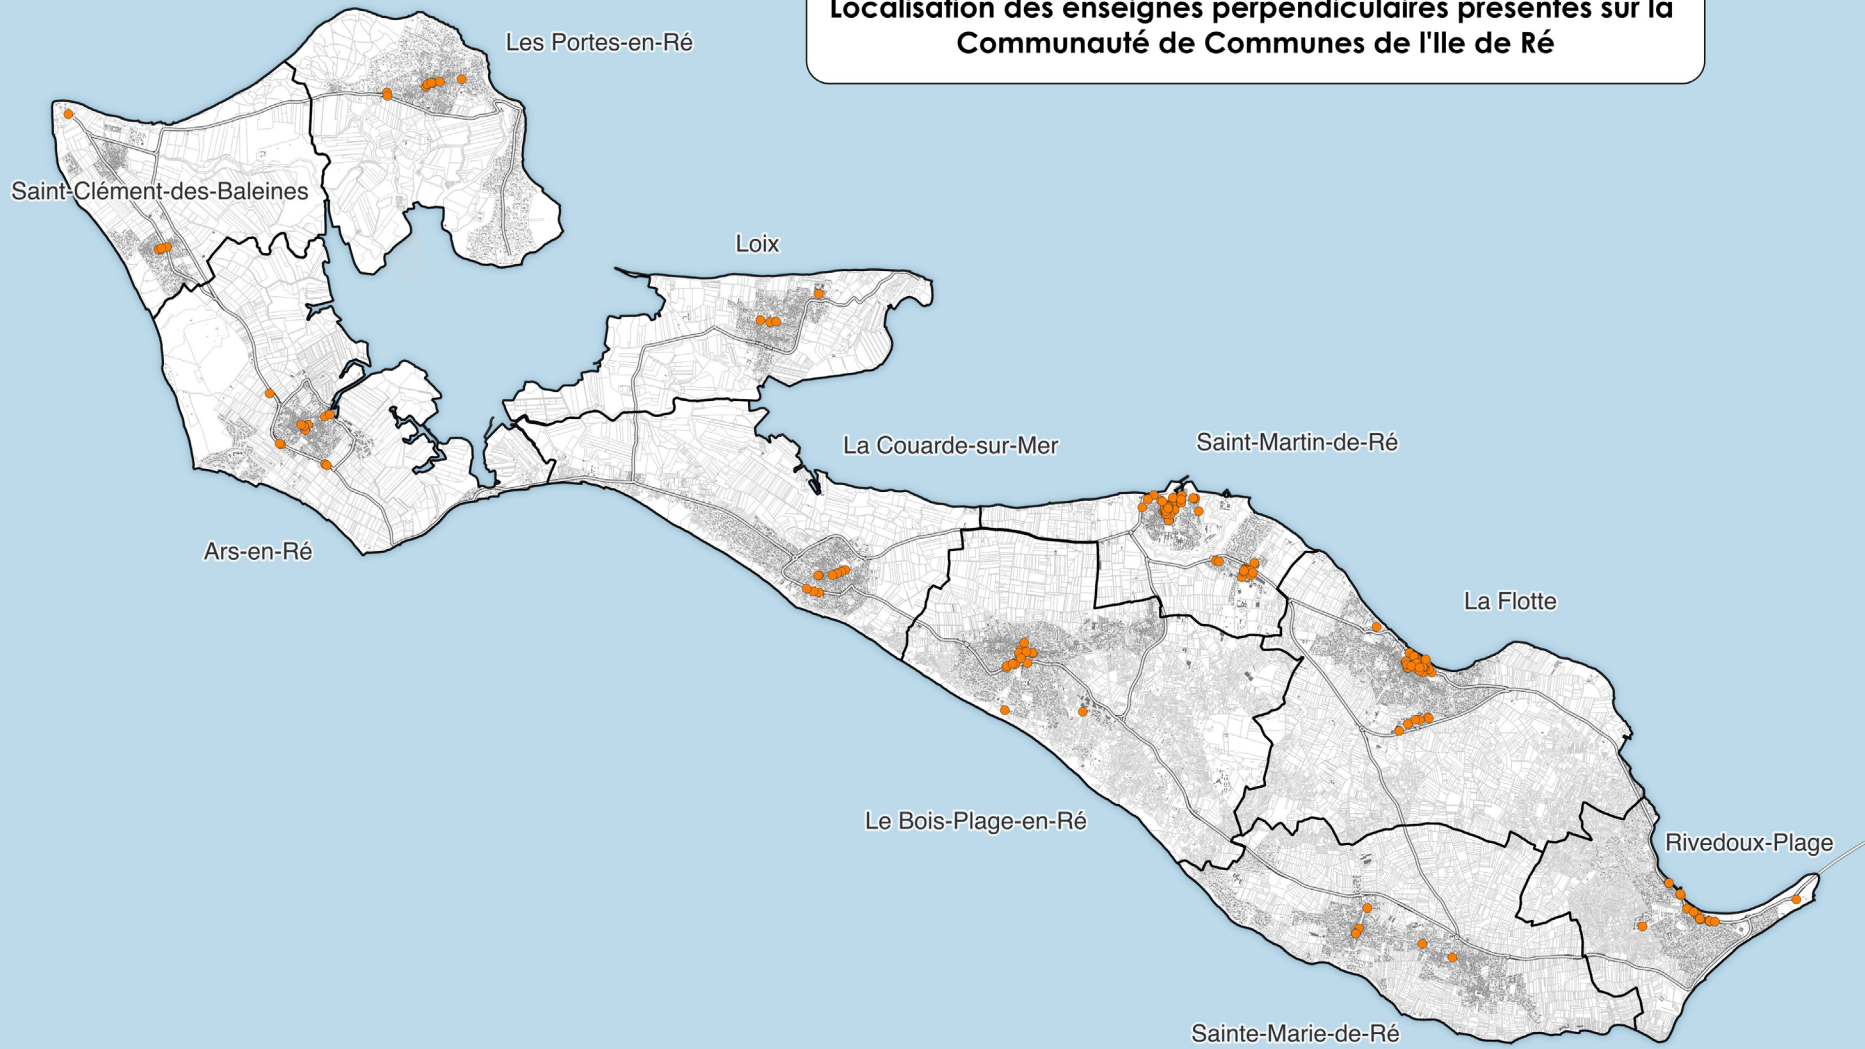 Localisation des enseignes perpendiculaires présentes sur la
Communauté de Communes de l'Ile de Ré
Les Portes-en-Ré
Saint-Clément-des-Baleines
Loix
La Couarde-sur-Mer
Saint-Martin-de-Ré
Ars-en-Ré
La Flotte
Le Bois-Plage-en-Ré
Rivedoux-Plage
Sainte-Marie-de-Ré